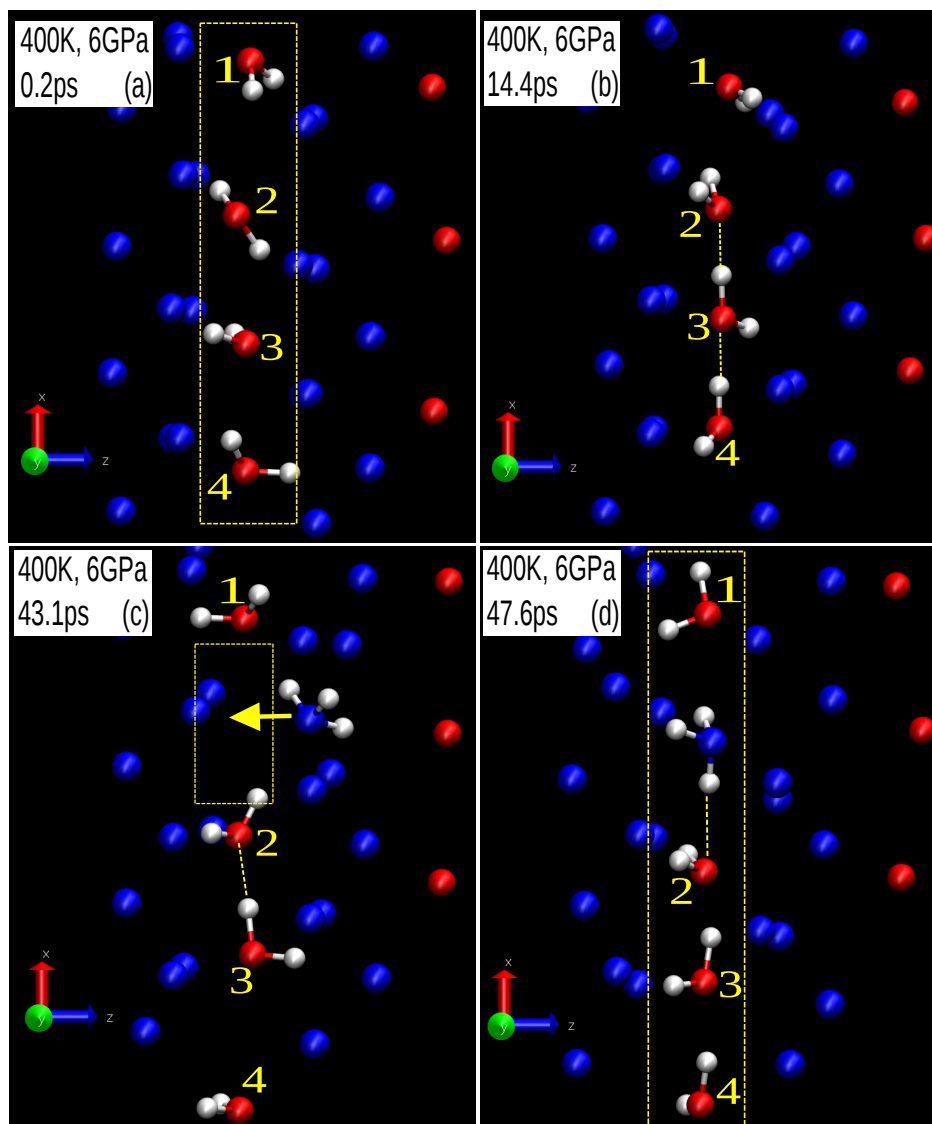 400K, 6GPa
0.2ps (a)
1
2
3
4
x
y
z
400K, 6GPa
14.4ps (b)
1
2
3
4
x
y
z
400K, 6GPa
43.1ps (c)
1
2
3
4
x
y
z
400K, 6GPa
47.6ps (d)
1
2
3
4
x
y
z